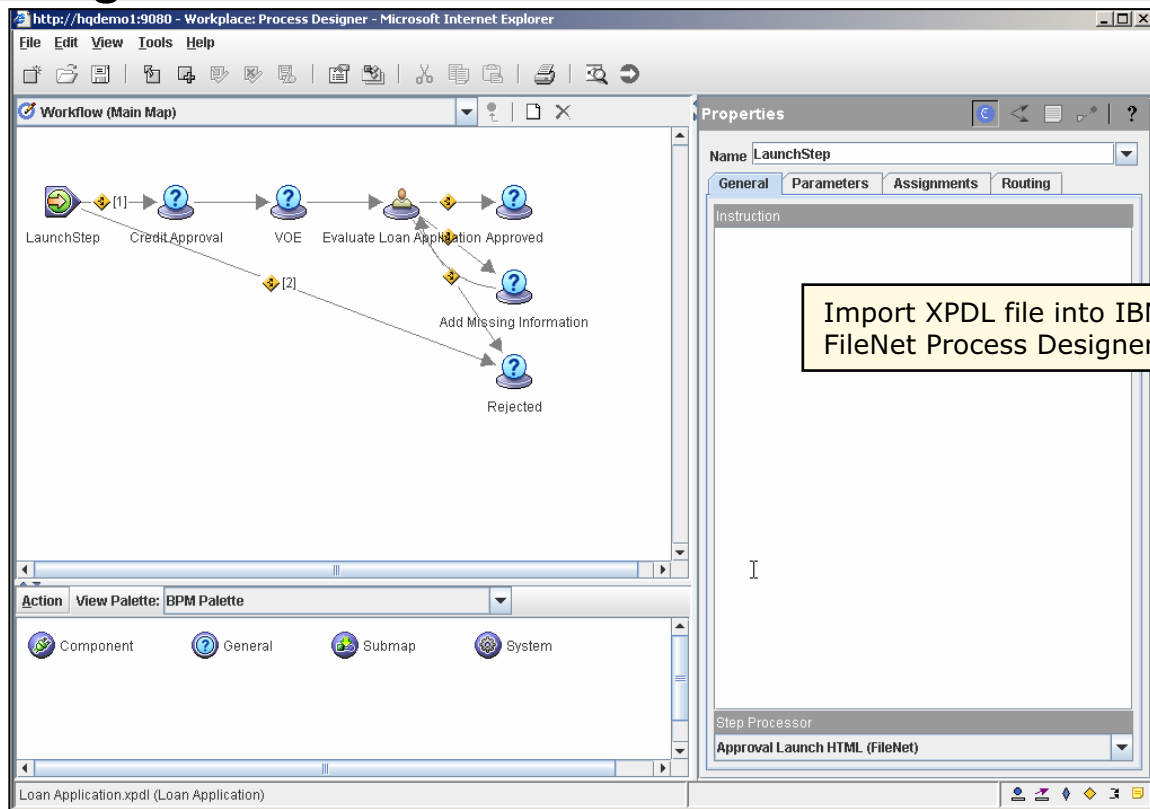 http://hqdemo1:9080 - Workplace: Process Designer - Microsoft Internet Explorer
File Edit View Tools Help
Workflow (Main Map)
[1]
LaunchStep Credit Approval VOE Evaluate Loan Application Approved
[2]
Add Missing Information
Rejected
Action View Palette: BPM Palette
Component General Submap System
Loan Application.xpdl (Loan Application)
Properties ?
Name LaunchStep
General Parameters Assignments Routing
Instruction
Import XPDL file into IBM
FileNet Process Designer
Step Processor
Approval Launch HTML (FileNet)